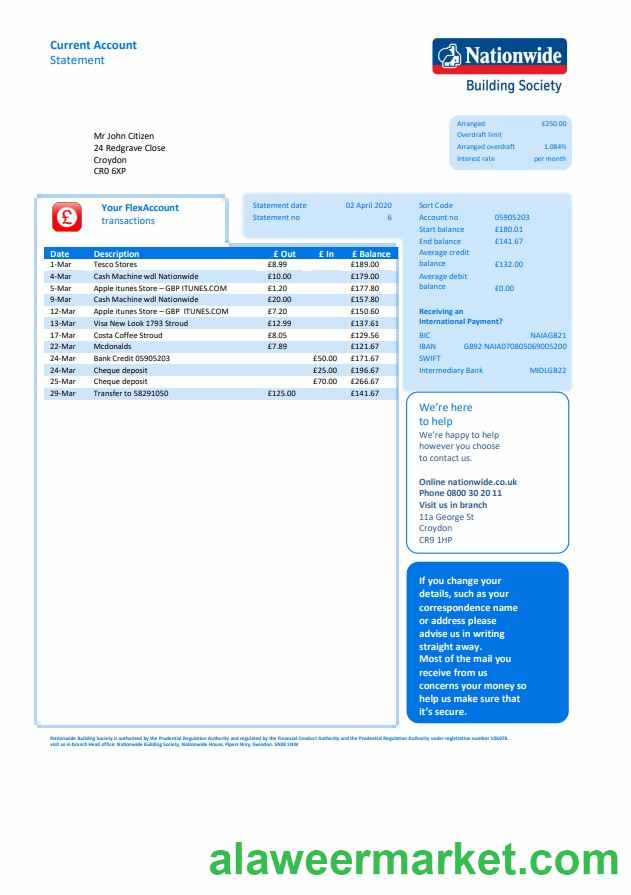 Current Account
Statement
Nationwide
Building Society
Arranged £250.00
Overdraft limit
Arranged overdraft 1.084%
Interest rate per month
Mr John Citizen
24 Redgrave Close
Croydon
CR0 6XP
Your FlexAccount
transactions
Statement date 02 April 2020
Statement no 6
Sort Code
Account no 05905203
Start balance £180.01
End balance £141.67
Average credit
balance £132.00
Average debit
balance £0.00
Receiving an
International Payment?
BIC NAIAGB21
IBAN GB92 NAIA070805069005200
SWIFT
Intermediary Bank MIDLGB22
Date Description £ Out £ In £ Balance
1-Mar Tesco Stores £8.99 £189.00
4-Mar Cash Machine wdl Nationwide £10.00 £179.00
5-Mar Apple itunes Store – GBP ITUNES.COM £1.20 £177.80
9-Mar Cash Machine wdl Nationwide £20.00 £157.80
12-Mar Apple itunes Store – GBP ITUNES.COM £7.20 £150.60
13-Mar Visa New Look 1793 Stroud £12.99 £137.61
17-Mar Costa Coffee Stroud £8.05 £129.56
22-Mar Mcdonalds £7.89 £121.67
24-Mar Bank Credit 05905203 £50.00 £171.67
24-Mar Cheque deposit £25.00 £196.67
25-Mar Cheque deposit £70.00 £266.67
29-Mar Transfer to 58291050 £125.00 £141.67
We're here
to help
We're happy to help
however you choose
to contact us.
Online nationwide.co.uk
Phone 0800 30 20 11
Visit us in branch
11a George St
Croydon
CR9 1HP
If you change your
details, such as your
correspondence name
or address please
advise us in writing
straight away.
Most of the mail you
receive from us
concerns your money so
help us make sure that
it's secure.
Nationwide Building Society is authorised by the Prudential Regulation Authority and regulated by the Financial Conduct Authority and the Prudential Regulation Authority under registration number
visit us in branch Head office: Nationwide Building Society, Nationwide House, Pipers Way, Swindon,
alaweermarket.com